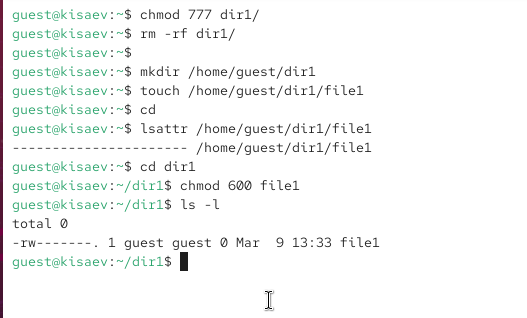 guest@kisaev:~$ chmod 777 dir1/
guest@kisaev:~$ rm -rf dir1/
guest@kisaev:~$
guest@kisaev:~$ mkdir /home/guest/dir1
guest@kisaev:~$ touch /home/guest/dir1/file1
guest@kisaev:~$ cd
guest@kisaev:~$ lsattr /home/guest/dir1/file1
---------------------- /home/guest/dir1/file1
guest@kisaev:~$ cd dir1
guest@kisaev:~/dir1$ chmod 600 file1
guest@kisaev:~/dir1$ ls -l
total 0
-rw-------. 1 guest guest 0 Mar  9 13:33 file1
guest@kisaev:~/dir1$